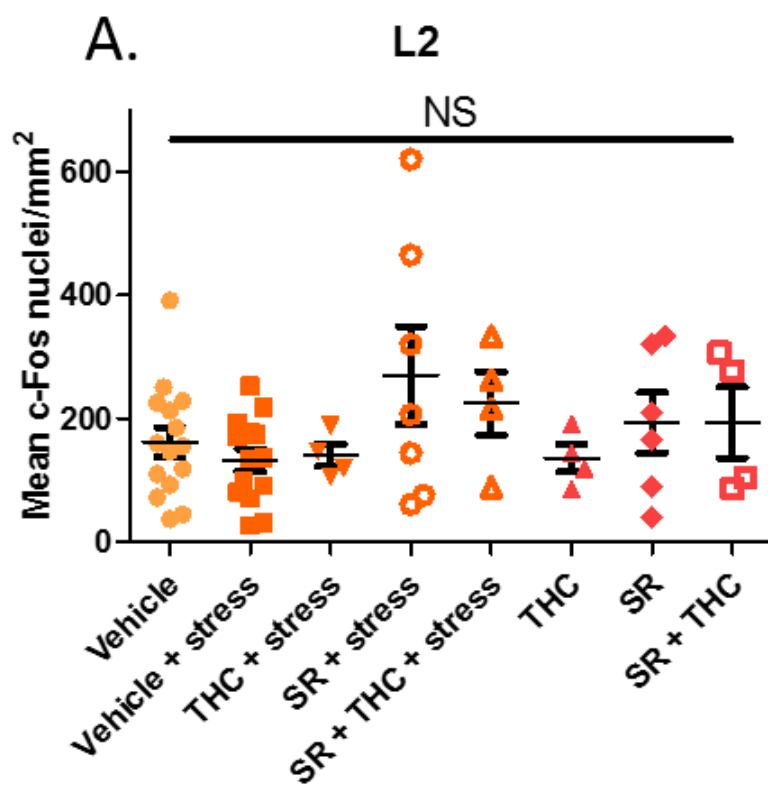 A.
L2
NS
Mean c-Fos nuclei/mm²
600
400
200
0
Vehicle
Vehicle + stress
THC + stress
SR + stress
SR + THC + stress
THC
SR
SR + THC